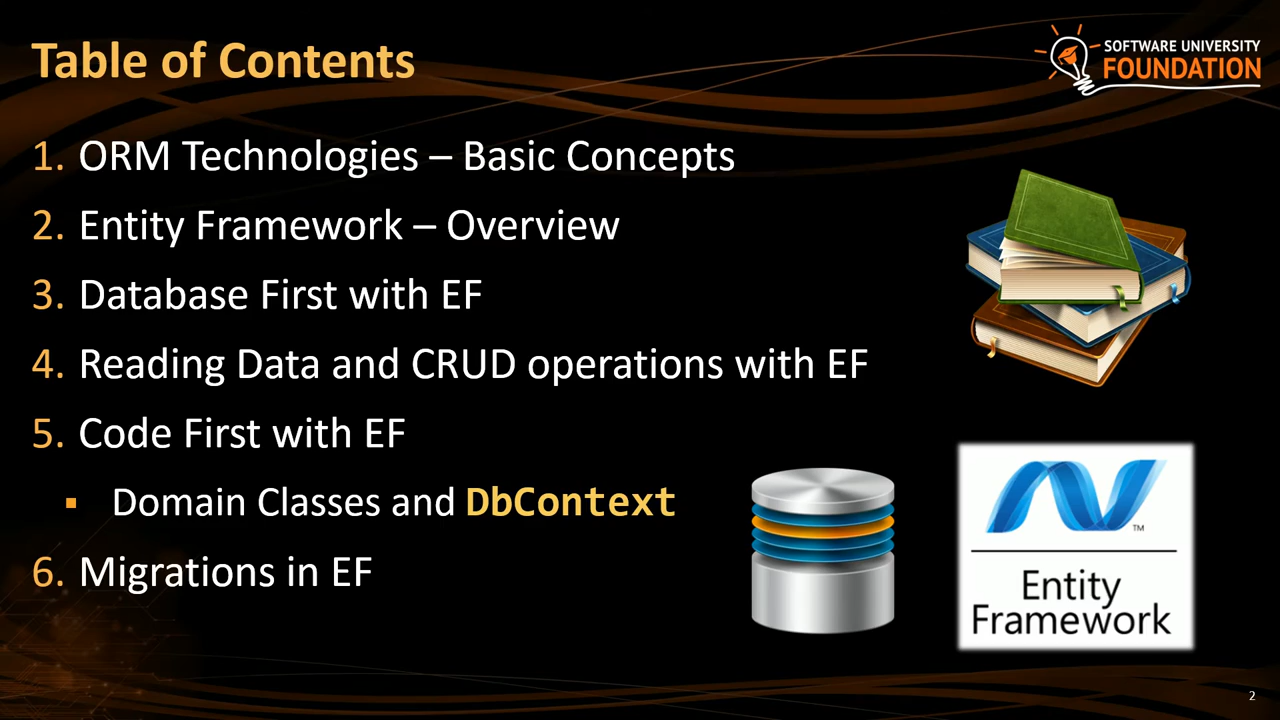 Table of Contents
SOFTWARE UNIVERSITY
FOUNDATION
1. ORM Technologies – Basic Concepts
2. Entity Framework – Overview
3. Database First with EF
4. Reading Data and CRUD operations with EF
5. Code First with EF
▪ Domain Classes and DbContext
6. Migrations in EF
TM
Entity
Framework
2